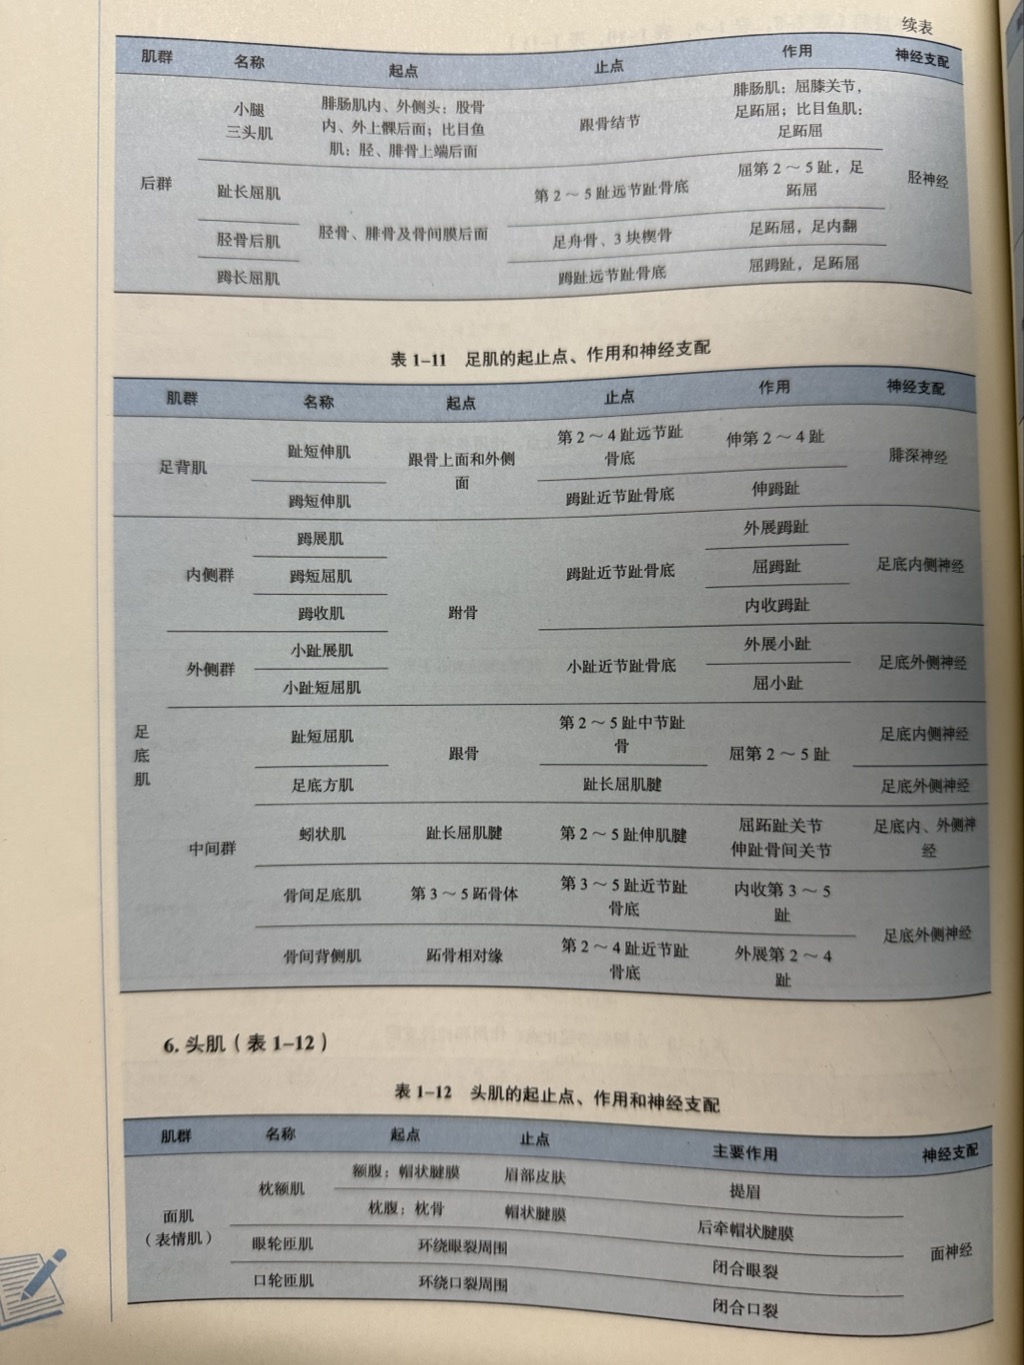 续表
肌群 名称 起点 止点 作用 神经支配
后群
小腿
三头肌
腓肠肌内、外侧头：股骨
内、外上髁后面；比目鱼
肌：胫、腓骨上端后面
跟骨结节
腓肠肌：屈膝关节，
足跖屈；比目鱼肌：
足跖屈
胫神经
趾长屈肌
胫骨、腓骨及骨间膜后面
第2～5趾远节趾骨底
屈第2～5趾，足
跖屈
胫骨后肌
足舟骨、3块楔骨
足跖屈，足内翻
𧿹长屈肌
𧿹趾远节趾骨底
屈𧿹趾，足跖屈
表1-11 足肌的起止点、作用和神经支配
肌群 名称 起点 止点 作用 神经支配
足背肌
趾短伸肌
跟骨上面和外侧
面
第2～4趾远节趾
骨底
伸第2～4趾
腓深神经
𧿹短伸肌
𧿹趾近节趾骨底
伸𧿹趾
足
底
肌
内侧群
𧿹展肌
跗骨
𧿹趾近节趾骨底
外展𧿹趾
足底内侧神经
𧿹短屈肌
屈𧿹趾
𧿹收肌
内收𧿹趾
外侧群
小趾展肌
小趾近节趾骨底
外展小趾
足底外侧神经
小趾短屈肌
屈小趾
中间群
趾短屈肌
跟骨
第2～5趾中节趾
骨
屈第2～5趾
足底内侧神经
足底方肌
趾长屈肌腱
足底外侧神经
蚓状肌
趾长屈肌腱
第2～5趾伸肌腱
屈跖趾关节
伸趾骨间关节
足底内、外侧神
经
骨间足底肌
第3～5跖骨体
第3～5趾近节趾
骨底
内收第3～5
趾
足底外侧神经
骨间背侧肌
跖骨相对缘
第2～4趾近节趾
骨底
外展第2～4
趾
6. 头肌（表1-12）
表1-12 头肌的起止点、作用和神经支配
肌群 名称 起点 止点 主要作用 神经支配
面肌
（表情肌）
枕额肌
额腹：帽状腱膜 眉部皮肤 提眉
枕腹：枕骨 帽状腱膜 后牵帽状腱膜
面神经
眼轮匝肌 环绕眼裂周围 闭合眼裂
口轮匝肌 环绕口裂周围 闭合口裂